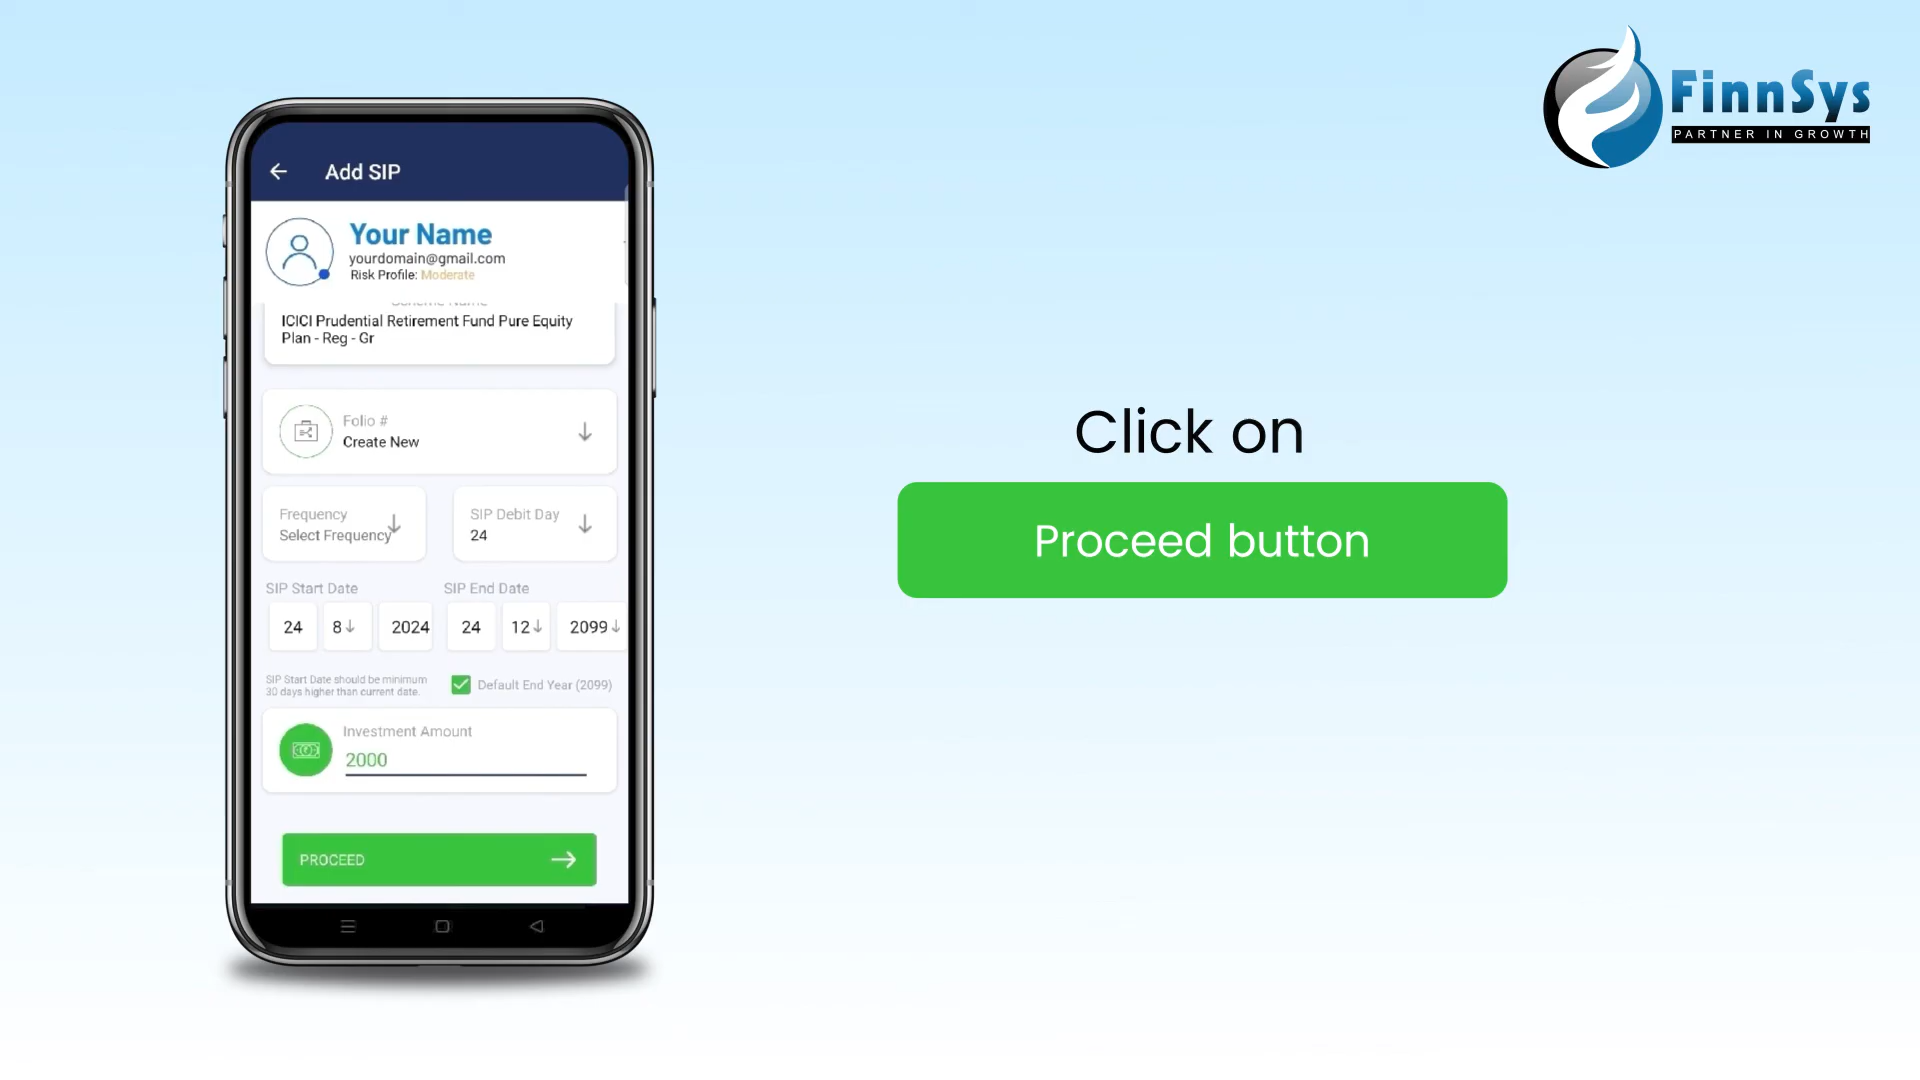 FinnSys
PARTNER IN GROWTH
Add SIP
Your Name
yourdomain@gmail.com
Risk Profile: Moderate
Scheme Name
ICICI Prudential Retirement Fund Pure Equity
Plan - Reg - Gr
Folio #
Create New
Frequency
Select Frequency
SIP Debit Day
24
SIP Start Date
SIP End Date
24 8 2024 24 12 2099
SIP Start Date should be minimum
30 days higher than current date.
Default End Year (2099)
Investment Amount
2000
PROCEED
Click on
Proceed button